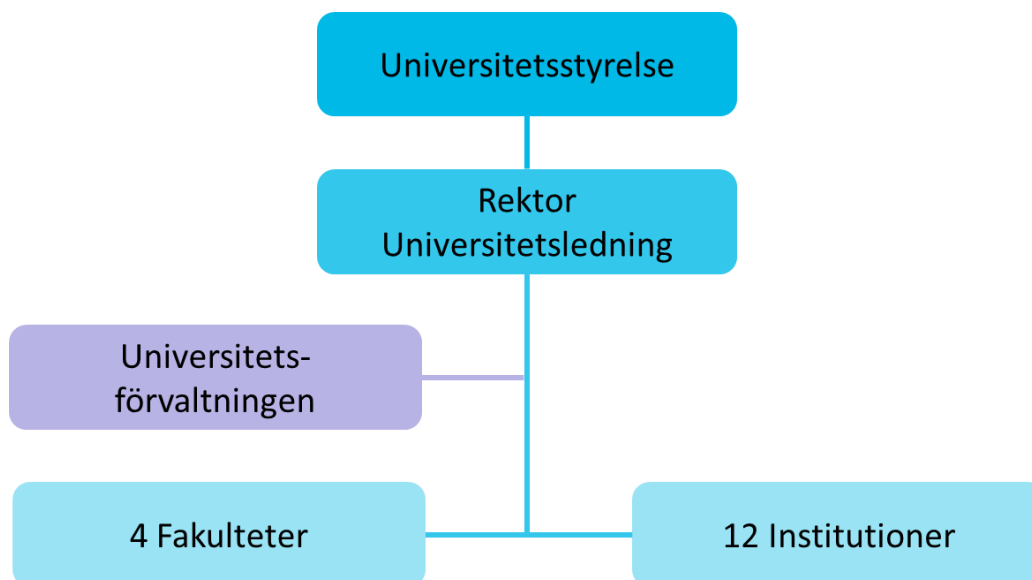 Universitetsstyrelse
Rektor
Universitetsledning
Universitets-
förvaltningen
4 Fakulteter
12 Institutioner